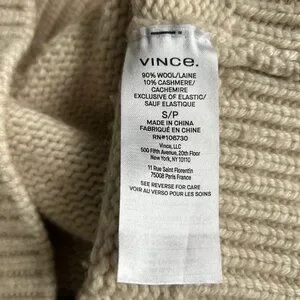 VINCE.
90% WOOL/LAINE
10% CASHMERE/
CACHEMIRE
EXCLUSIVE OF ELASTIC/
SAUF ELASTIQUE
S/P
MADE IN CHINA
FABRIQUÉ EN CHINE
RN#106730
Vince, LLC
500 Fifth Avenue, 20th Floor
New York, NY 10110
11 Rue Saint Florentin
75008 Paris France
SEE REVERSE FOR CARE
VOIR AU VERSO POUR LES SOINS